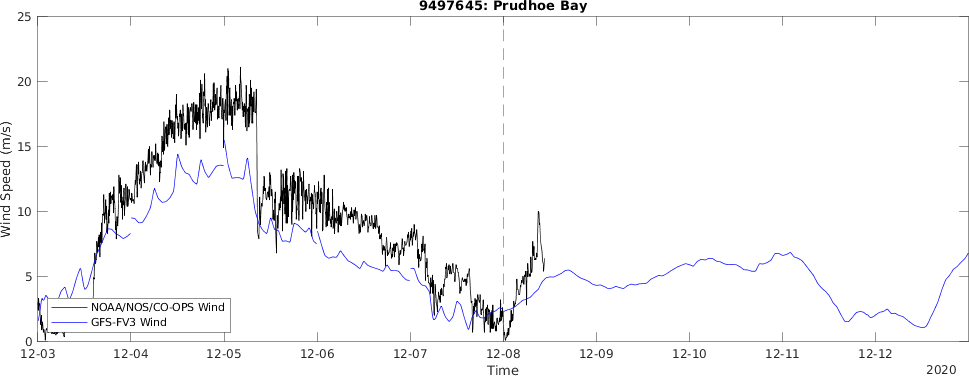 9497645: Prudhoe Bay
Wind Speed (m/s)
25
20
15
10
5
0
NOAA/NOS/CO-OPS Wind
GFS-FV3 Wind
12-03 12-04 12-05 12-06 12-07 12-08 12-09 12-10 12-11 12-12
Time
2020